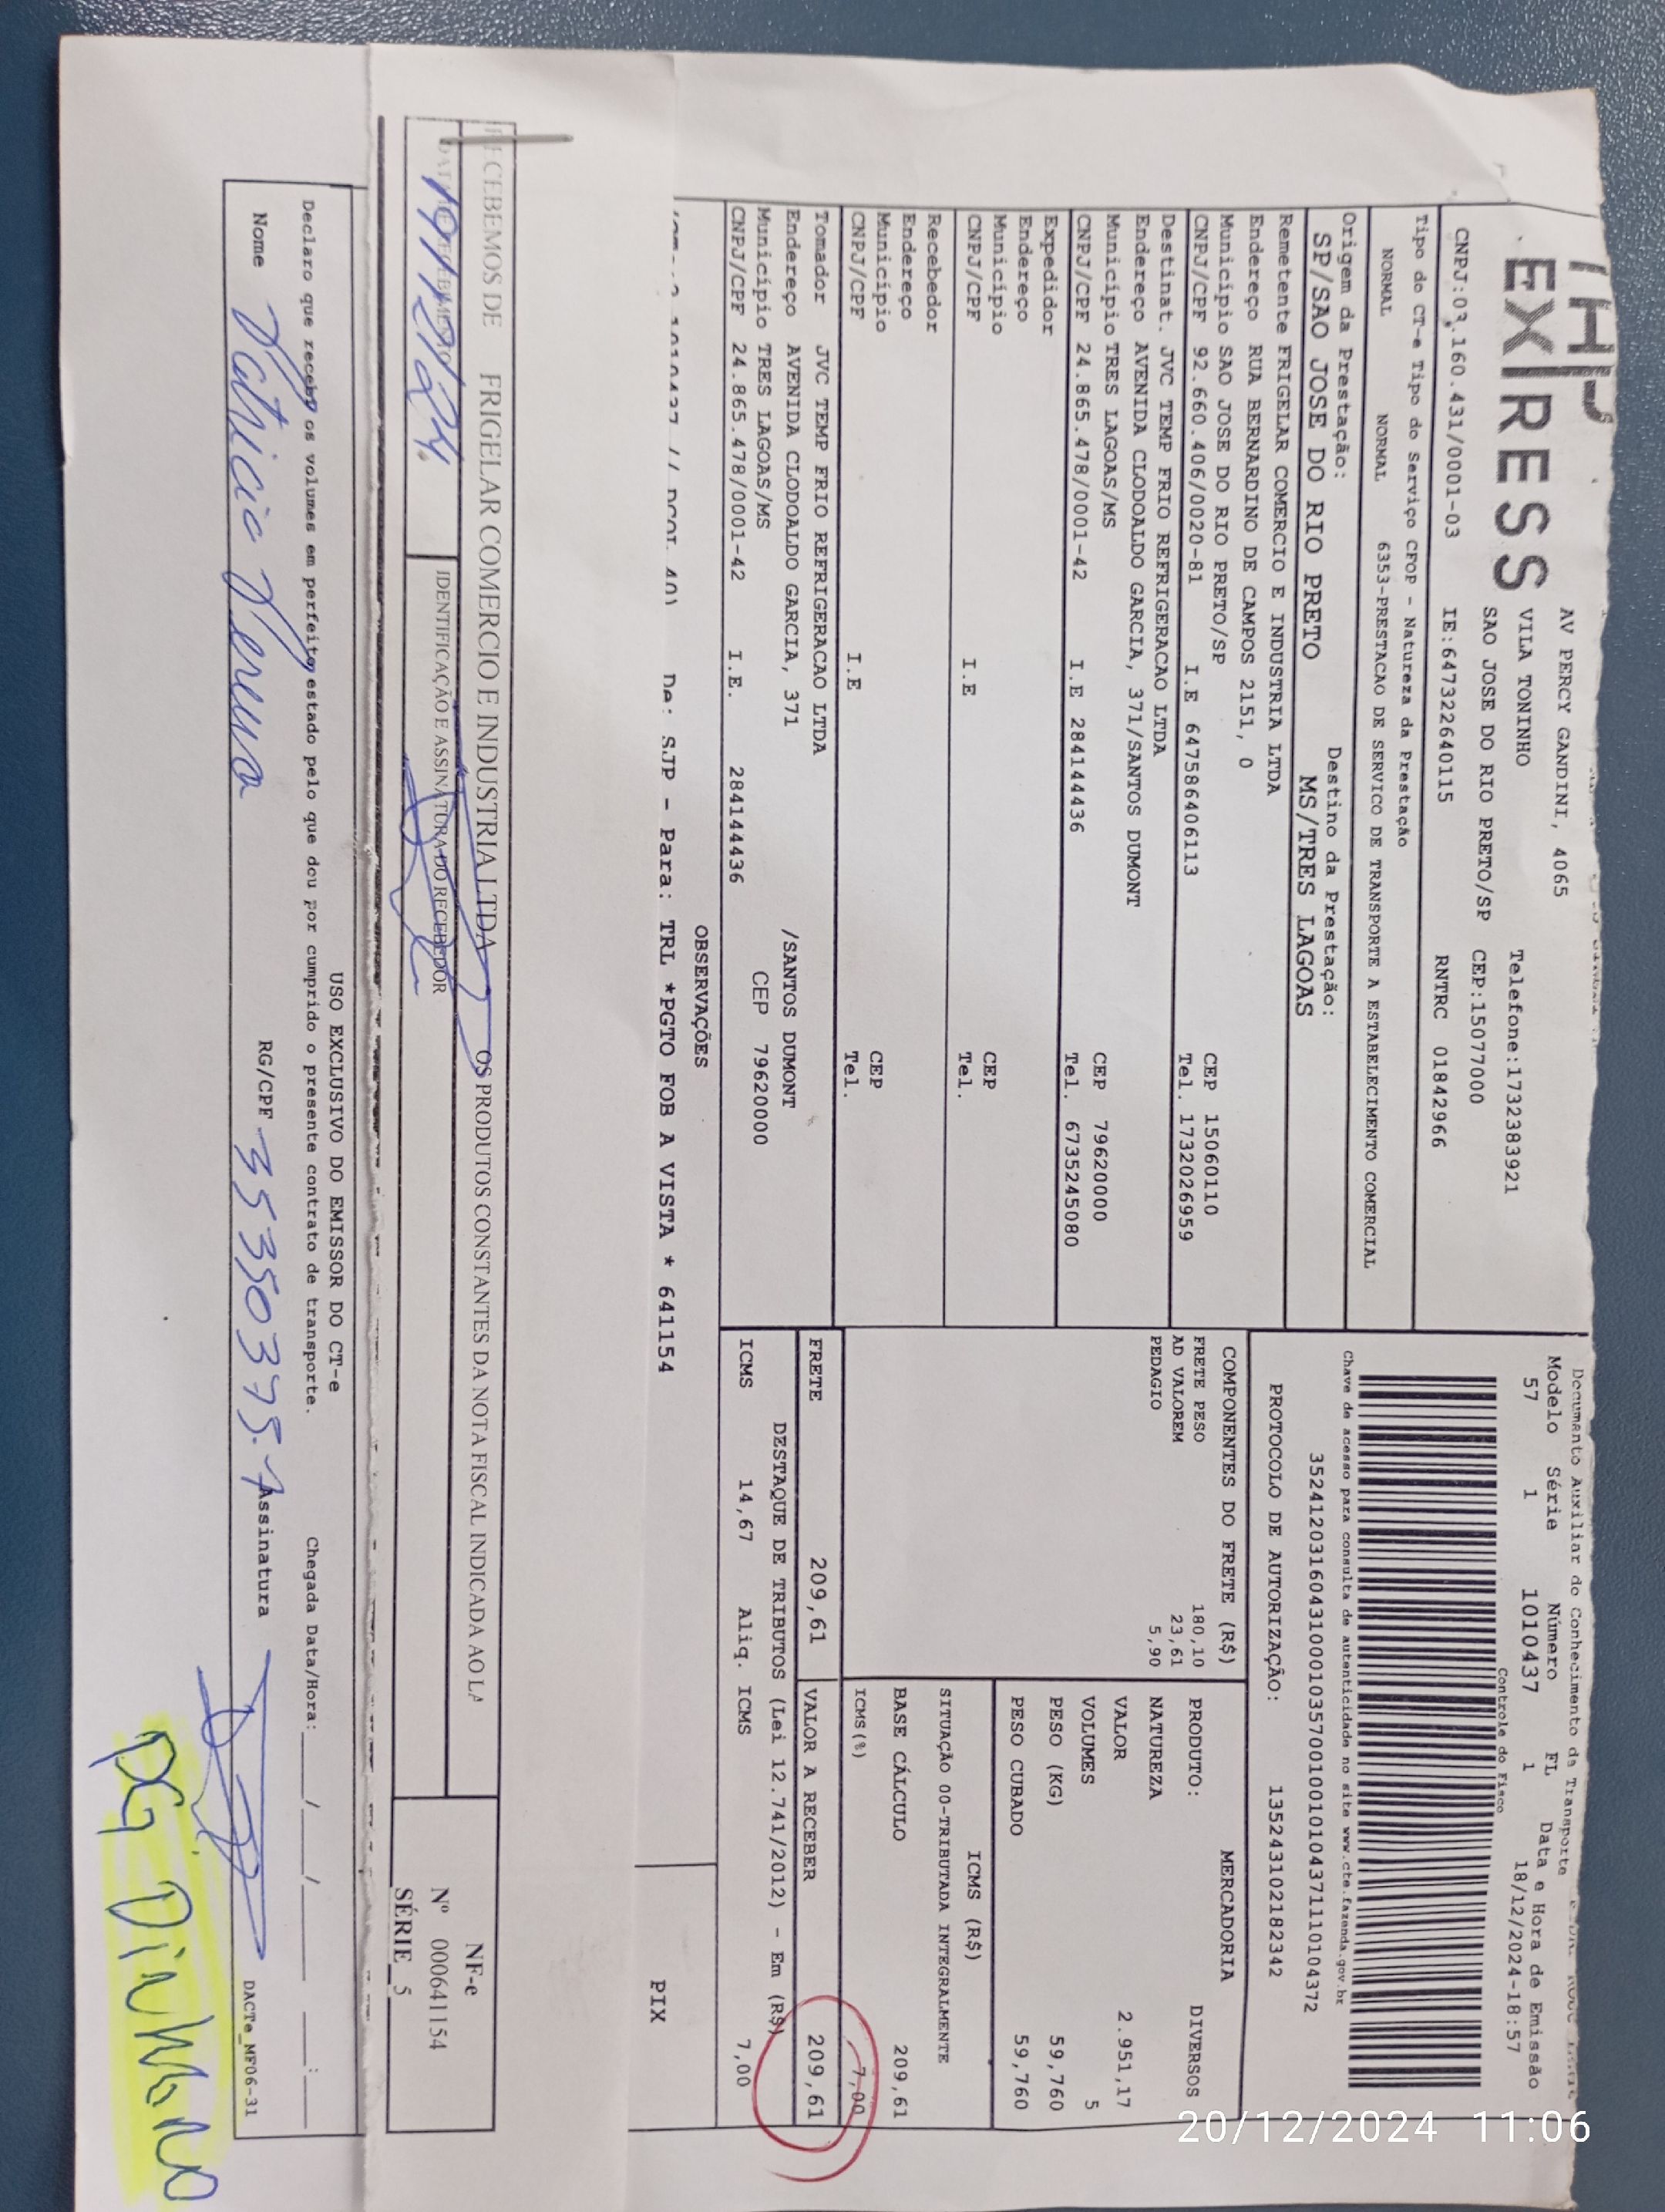 EXPRESS
AV PERCY GANDINI, 4065
VILA TONINHO Telefone:1732383921
SAO JOSE DO RIO PRETO/SP CEP:15077000
CNPJ:03.160.431/0001-03 IE:647322640115 RNTRC 01842966
Tipo do CT-e Tipo do Serviço CFOP - Natureza da Prestação
NORMAL NORMAL 6353-PRESTACAO DE SERVICO DE TRANSPORTE A ESTABELECIMENTO COMERCIAL
Origem da Prestação: Destino da Prestação:
SP/SAO JOSE DO RIO PRETO MS/TRES LAGOAS
Documento Auxiliar do Conhecimento de Transporte
Modelo Série Número FL Data e Hora de Emissão
57 1 1010437 1 18/12/2024-18:57
Controle do Fisco
Chave de acesso para consulta de autenticidade no site www.cte.fazenda.gov.br
35241203160431000103570010010104371110104372
PROTOCOLO DE AUTORIZAÇÃO: 135243102182342
Remetente FRIGELAR COMERCIO E INDUSTRIA LTDA
Endereço RUA BERNARDINO DE CAMPOS 2151, 0
Município SAO JOSE DO RIO PRETO/SP CEP 15060110
CNPJ/CPF 92.660.406/0020-81 I.E 647586406113 Tel. 1732026959
Destinat. JVC TEMP FRIO REFRIGERACAO LTDA
Endereço AVENIDA CLODOALDO GARCIA, 371/SANTOS DUMONT
Município TRES LAGOAS/MS CEP 79620000
CNPJ/CPF 24.865.478/0001-42 I.E 284144436 Tel. 6735245080
Expedidor
Endereço
Município CEP
CNPJ/CPF I.E Tel.
Recebedor
Endereço
Município CEP
CNPJ/CPF I.E Tel.
Tomador JVC TEMP FRIO REFRIGERACAO LTDA
Endereço AVENIDA CLODOALDO GARCIA, 371 /SANTOS DUMONT
Município TRES LAGOAS/MS CEP 79620000
CNPJ/CPF 24.865.478/0001-42 I.E. 284144436
COMPONENTES DO FRETE (R$)
FRETE PESO 180,10
AD VALOREM 23,61
PEDAGIO 5,90
MERCADORIA
PRODUTO: DIVERSOS
NATUREZA
VALOR 2.951,17
VOLUMES 5
PESO (KG) 59,760
PESO CUBADO 59,760
ICMS (R$)
SITUAÇÃO 00-TRIBUTADA INTEGRALMENTE
BASE CÁLCULO 209,61
ICMS(%) 7,00
FRETE 209,61 VALOR A RECEBER 209,61
DESTAQUE DE TRIBUTOS (Lei 12.741/2012) - Em (R$)
ICMS 14,67 Aliq. ICMS 7,00
OBSERVAÇÕES
De: SJP - Para: TRL *PGTO FOB A VISTA * 641154
PIX
RECEBEMOS DE FRIGELAR COMERCIO E INDUSTRIA LTDA OS PRODUTOS CONSTANTES DA NOTA FISCAL INDICADA AO LA
DATA DE RECEBIMENTO IDENTIFICAÇÃO E ASSINATURA DO RECEBEDOR
19/12/24.
NF-e
Nº 000641154
SÉRIE 5
USO EXCLUSIVO DO EMISSOR DO CT-e
Declaro que recebi os volumes em perfeito estado pelo que dou por cumprido o presente contrato de transporte. Chegada Data/Hora:____/____/____ ___:___
Nome RG/CPF 35350375-7 Assinatura
DACTe_MF06-31
PG Dinheiro
20/12/2024 11:06